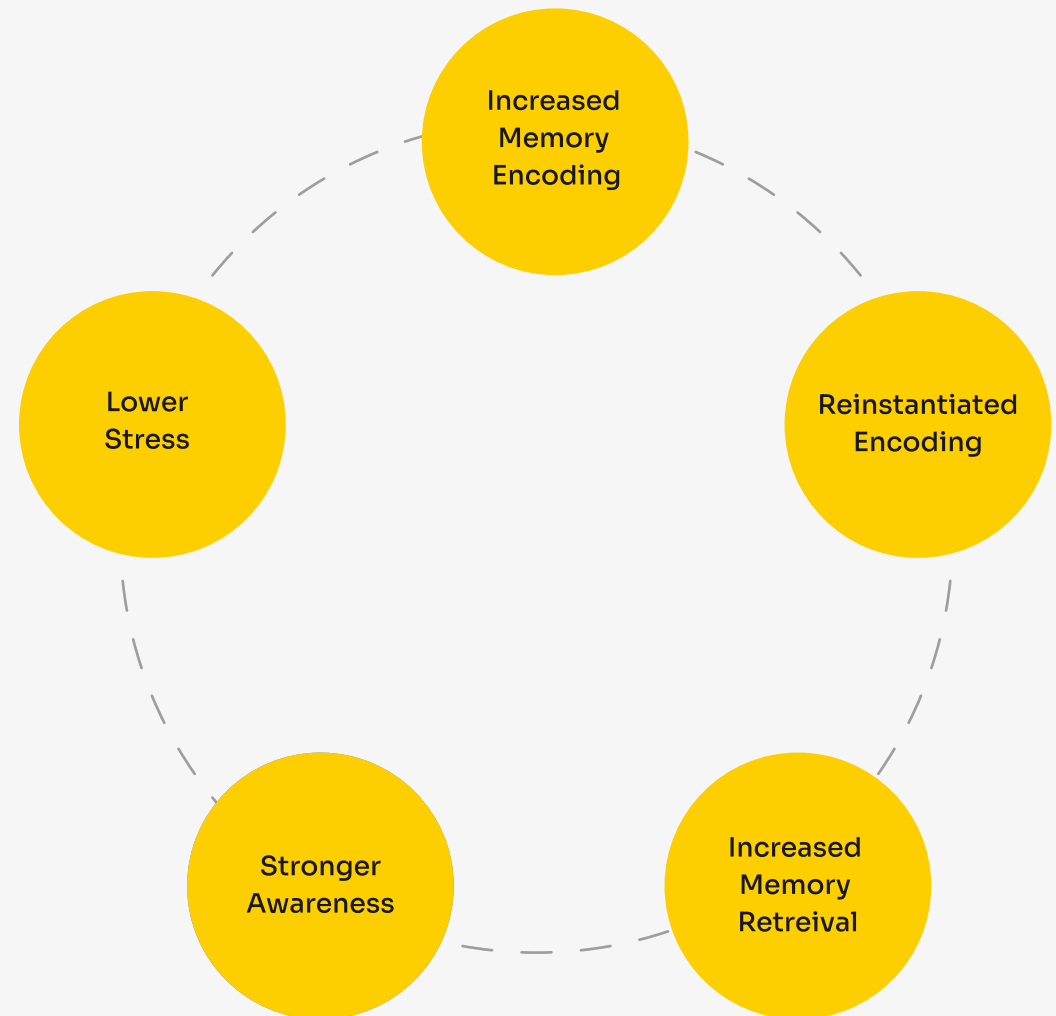 Increased
Memory
Encoding
Lower
Stress
Reinstantiated
Encoding
Stronger
Awareness
Increased
Memory
Retreival